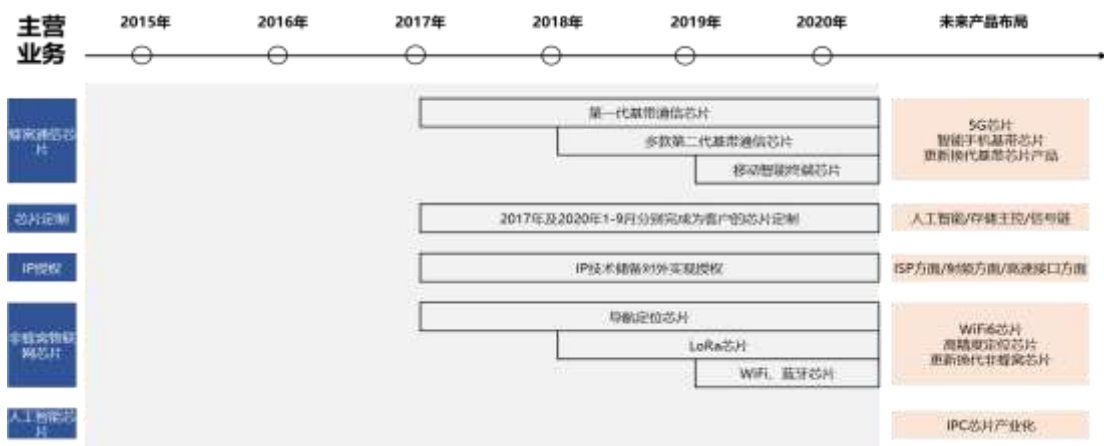 主营
业务
2015年
2016年
2017年
2018年
2019年
2020年
未来产品布局
蜂窝通信芯
片
第一代基带通信芯片
多款第二代基带通信芯片
移动智能终端芯片
5G芯片
智能手机基带芯片
更新换代基带芯片产品
芯片定制
2017年及2020年1-9月分别完成为客户的芯片定制
人工智能/存储主控/信号链
IP授权
IP技术储备对外实现授权
ISP方面/射频方面/高速接口方面
非蜂窝物联
网芯片
导航定位芯片
LoRa芯片
WiFi、蓝牙芯片
WiFi6芯片
高精度定位芯片
更新换代非蜂窝芯片
人工智能芯
片
IPC芯片产业化